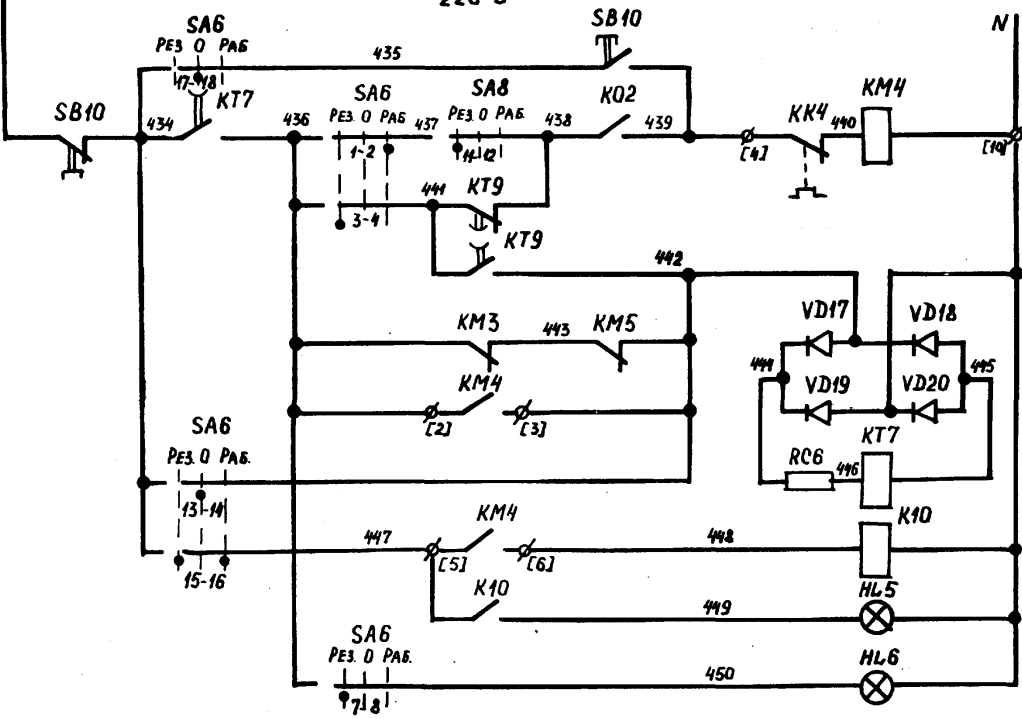 SA6
SB10
N
РЕЗ 0 РАБ
435
17-18
SA6
SA8
КО2
KM4
SB10
KT7
РЕЗ. 0 РАБ
РЕЗ. 0 РАБ.
KK4
434
436
437
438
439
440
1-2
11-12
[4]
[10]
441
KT9
3-4
KT9
442
VD17
VD18
KM3
443
KM5
445
KM4
VD19
VD20
[2]
[3]
SA6
KT7
РЕЗ. 0 РАБ.
RC6
446
13-14
KM4
K10
447
448
15-16
[5]
[6]
K10
HL5
449
SA6
РЕЗ. 0 РАБ.
HL6
450
7-8